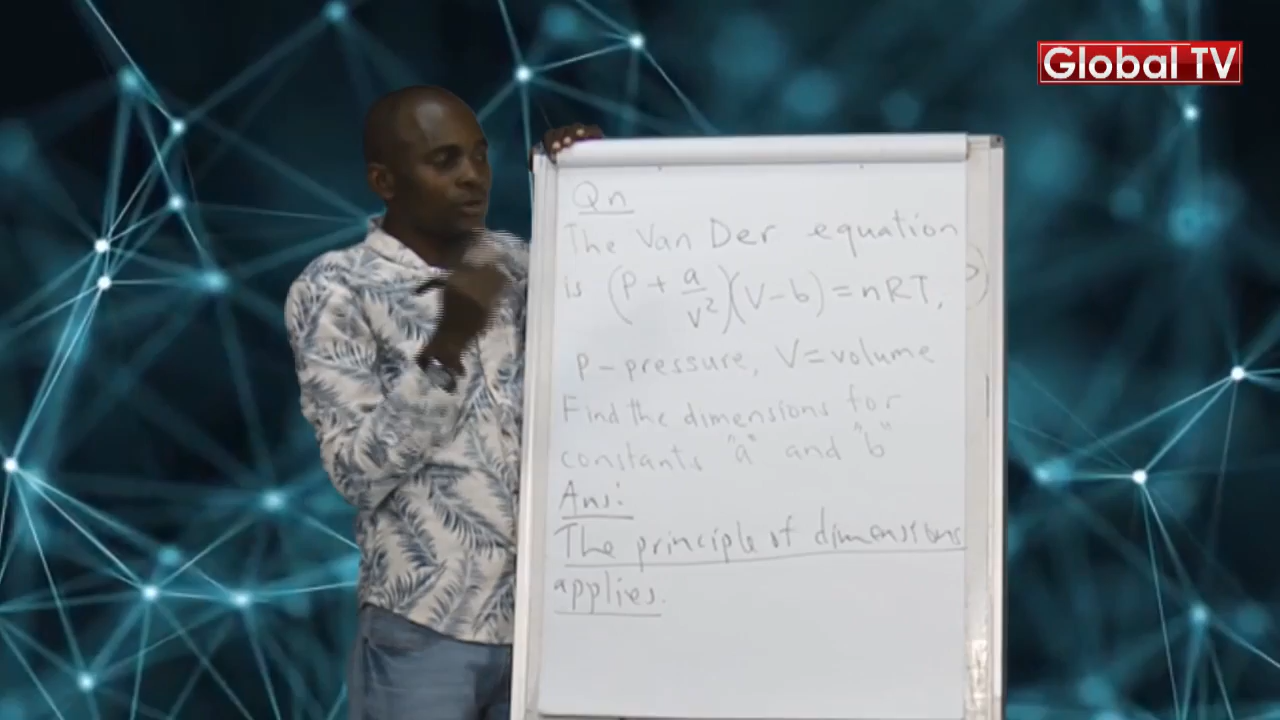 Global TV
Qn
The Van Der equation
is (P + a/v²)(V - b) = nRT,
P - pressure, V = volume
Find the dimensions for
constants "a" and "b"
Ans:
The principle of dimensions
applies.